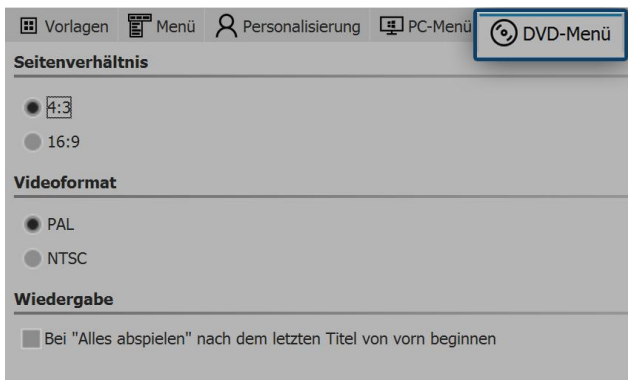 Vorlagen Menü Personalisierung PC-Menü DVD-Menü
Seitenverhältnis
4:3
16:9
Videoformat
PAL
NTSC
Wiedergabe
Bei "Alles abspielen" nach dem letzten Titel von vorn beginnen